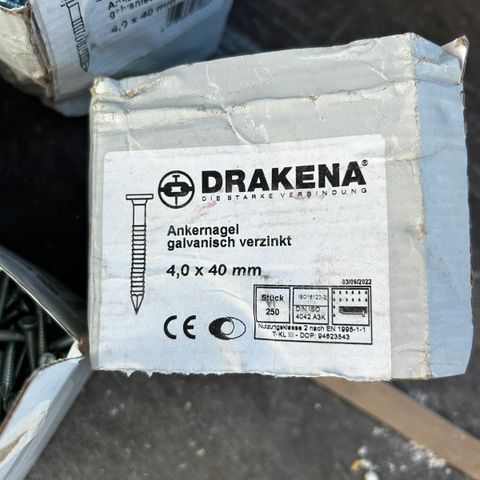 4,0 x 40 mm
DRAKENA®
DIE STARKE VERBINDUNG
Ankernagel
galvanisch verzinkt
4,0 x 40 mm
03/06/2022
Stück
250
DIN ISO
4042 A3K
Nutzungsklasse 2 nach EN 1995-1-1
T-KL III - DOP: 94623543
CE